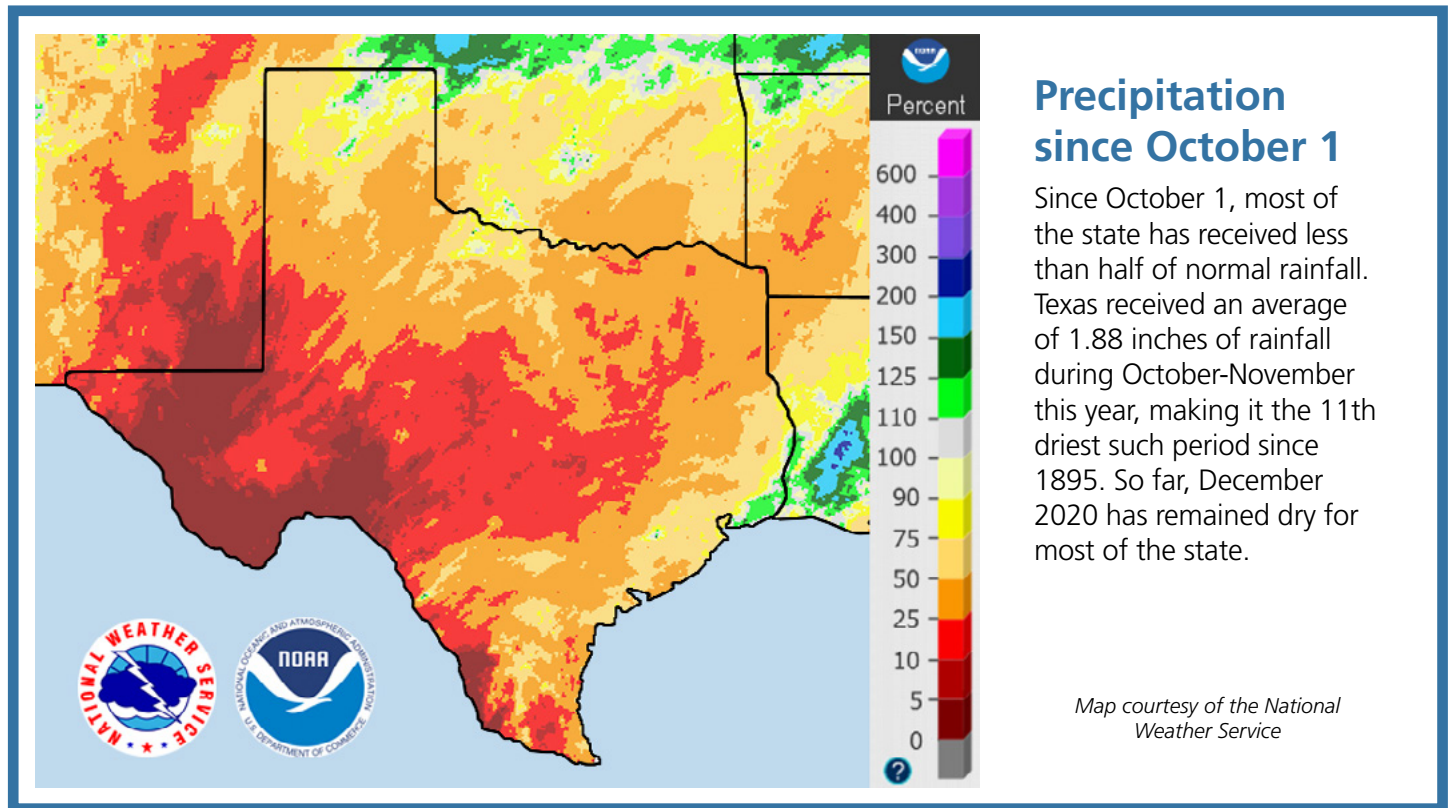 NOAA
Percent
600
400
300
200
150
125
110
100
90
75
50
25
10
5
0
?
NATIONAL WEATHER SERVICE
NATIONAL OCEANIC AND ATMOSPHERIC ADMINISTRATION
NOAA
U.S. DEPARTMENT OF COMMERCE
Precipitation
since October 1
Since October 1, most of
the state has received less
than half of normal rainfall.
Texas received an average
of 1.88 inches of rainfall
during October-November
this year, making it the 11th
driest such period since
1895. So far, December
2020 has remained dry for
most of the state.
Map courtesy of the National
Weather Service